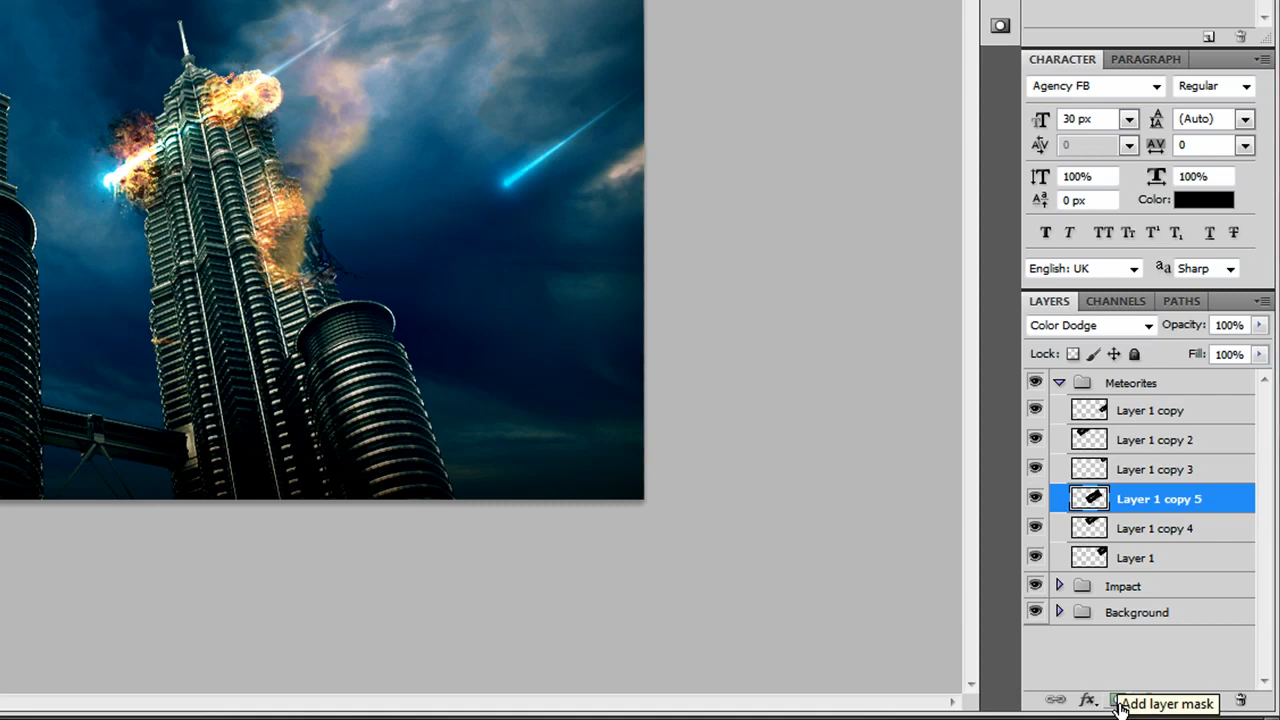 CHARACTER PARAGRAPH
Agency FB Regular
30 px (Auto)
0 0
100% 100%
0 px Color:
T T TT Tr T¹ T₁ T T
English: UK aa Sharp
LAYERS CHANNELS PATHS
Color Dodge Opacity: 100%
Lock: Fill: 100%
Meteorites
Layer 1 copy
Layer 1 copy 2
Layer 1 copy 3
Layer 1 copy 5
Layer 1 copy 4
Layer 1
Impact
Background
fx. Add layer mask